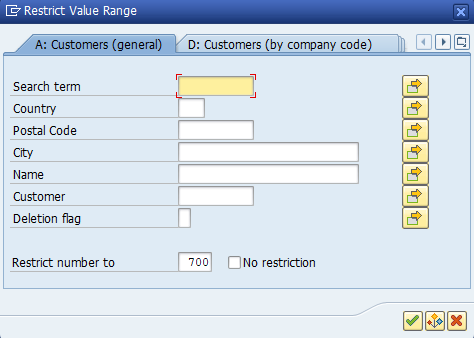 Restrict Value Range
A: Customers (general) D: Customers (by company code)
Search term
Country
Postal Code
City
Name
Customer
Deletion flag
Restrict number to 700 No restriction